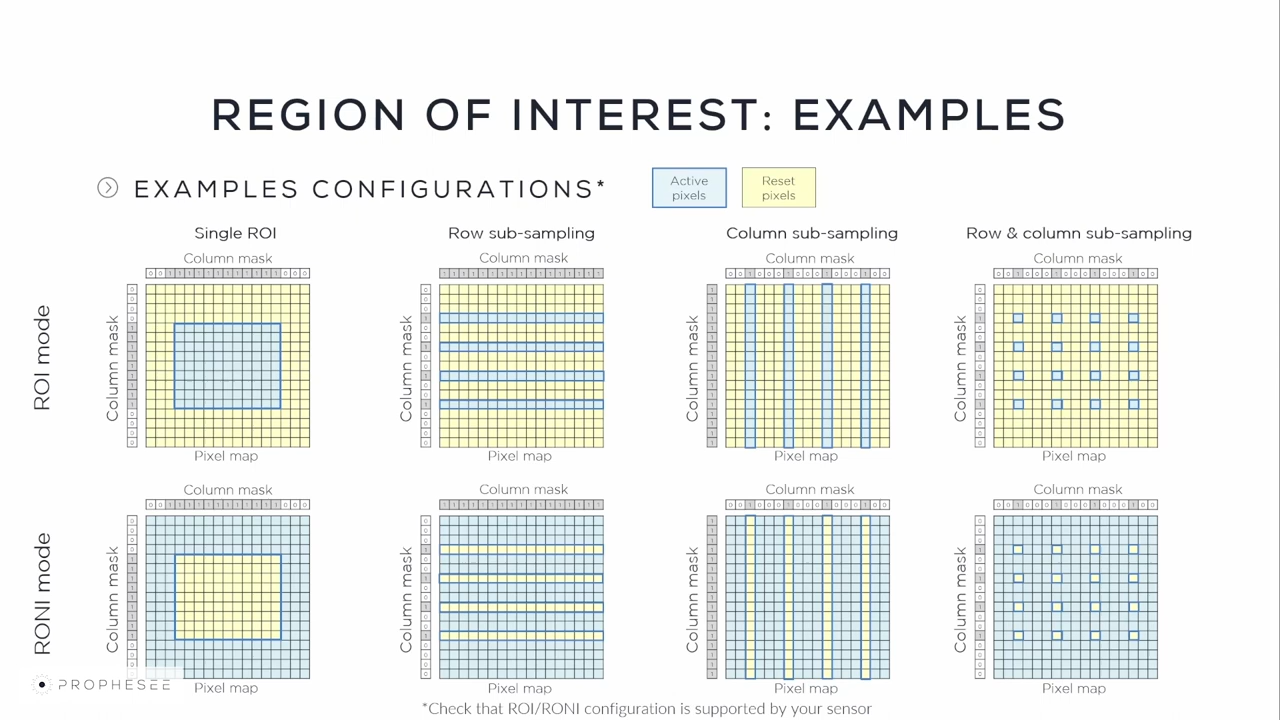 REGION OF INTEREST: EXAMPLES
EXAMPLES CONFIGURATIONS*
Active
pixels
Reset
pixels
Single ROI
Row sub-sampling
Column sub-sampling
Row & column sub-sampling
ROI mode
Column mask
Column mask
Pixel map
Column mask
Column mask
Pixel map
Column mask
Column mask
Pixel map
Column mask
Column mask
Pixel map
RONI mode
Column mask
Column mask
Pixel map
Column mask
Column mask
Pixel map
Column mask
Column mask
Pixel map
Column mask
Column mask
Pixel map
PROPHESEE
*Check that ROI/RONI configuration is supported by your sensor